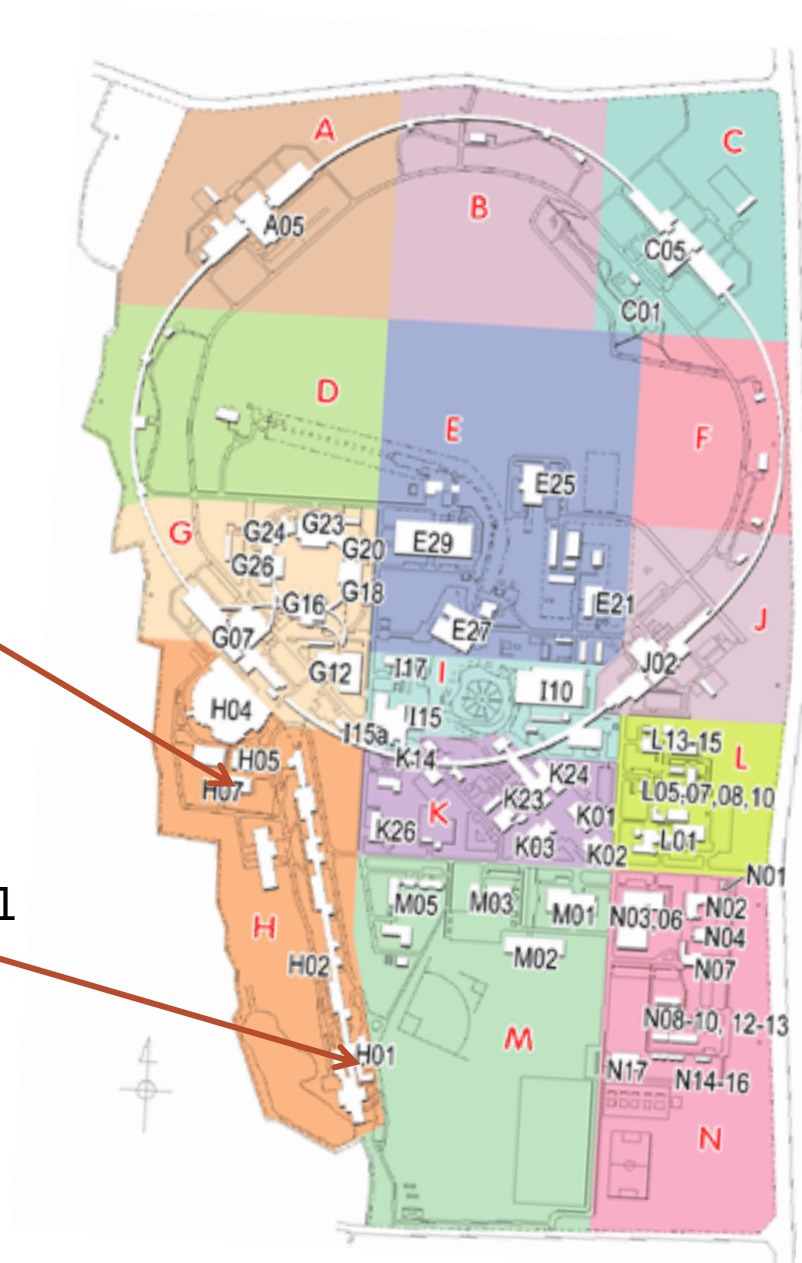 A
C
B
A05
C05
C01
D
E
F
E25
G
G24
G23
G20
E29
G26
G18
G16
E21
J
E27
G07
J02
G12
I17
I
I10
H04
I15
I15a
L13-15
L
H05
K14
K24
H07
K23
L05,07,08,10
K
K01
K26
K03
K02
L01
N01
1
M05
M03
M01
N03,06
N02
H
N04
M02
N07
H02
N08-10, 12-13
M
H01
N17
N14-16
N